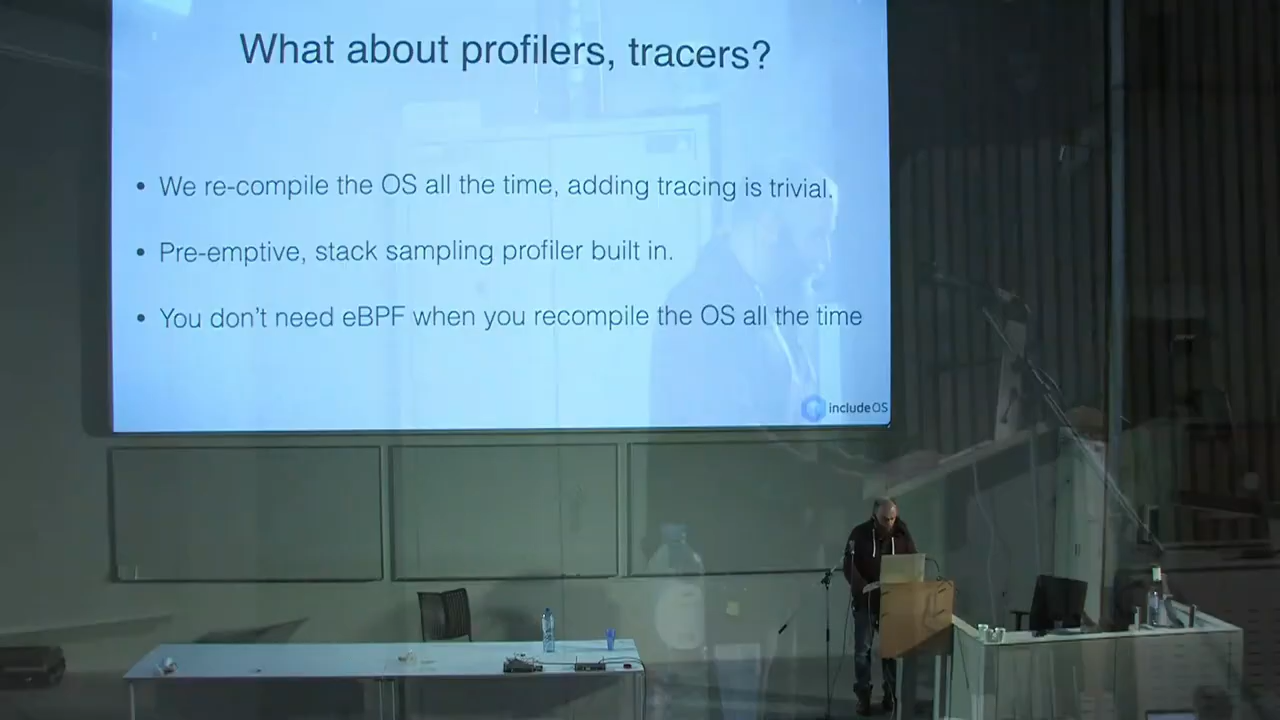 What about profilers, tracers?
• We re-compile the OS all the time, adding tracing is trivial.
• Pre-emptive, stack sampling profiler built in.
• You don't need eBPF when you recompile the OS all the time
includeOS